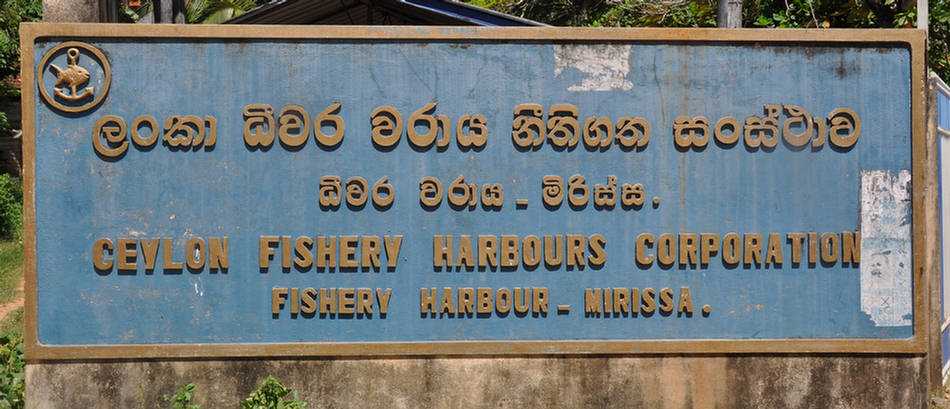 ලංකා ධීවර වරාය නීතිගත සංස්ථාව
ධීවර වරාය - මිරිස්ස.
CEYLON FISHERY HARBOURS CORPORATION
FISHERY HARBOUR - MIRISSA.